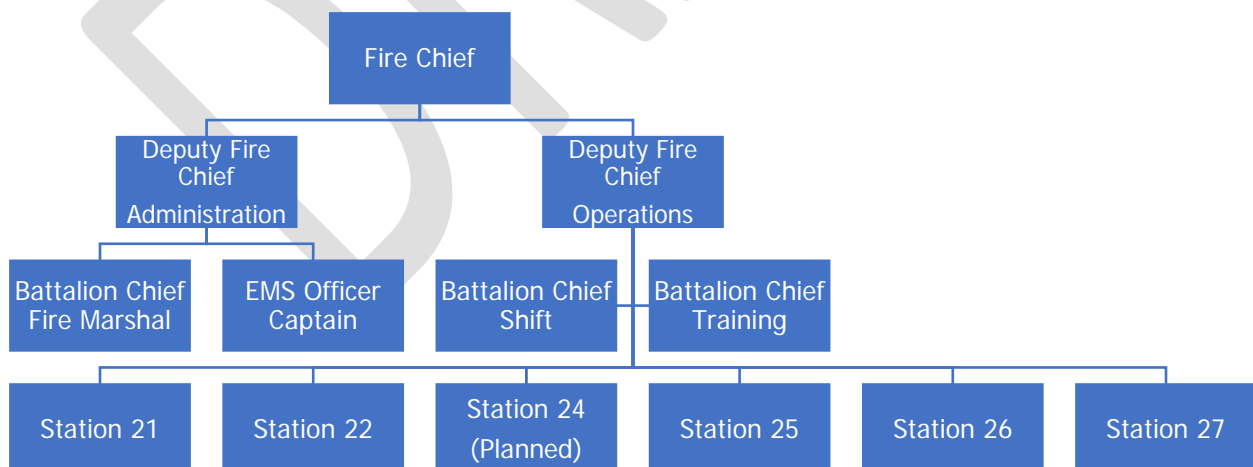 Fire Chief
Deputy Fire
Chief
Administration
Deputy Fire
Chief
Operations
Battalion Chief
Fire Marshal
EMS Officer
Captain
Battalion Chief
Shift
Battalion Chief
Training
Station 21
Station 22
Station 24
(Planned)
Station 25
Station 26
Station 27